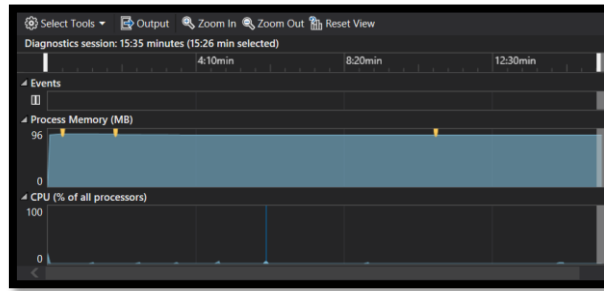 Select Tools Output Zoom In Zoom Out Reset View
Diagnostics session: 15:35 minutes (15:26 min selected)
4:10min 8:20min 12:30min
Events
Process Memory (MB)
96
0
CPU (% of all processors)
100
0